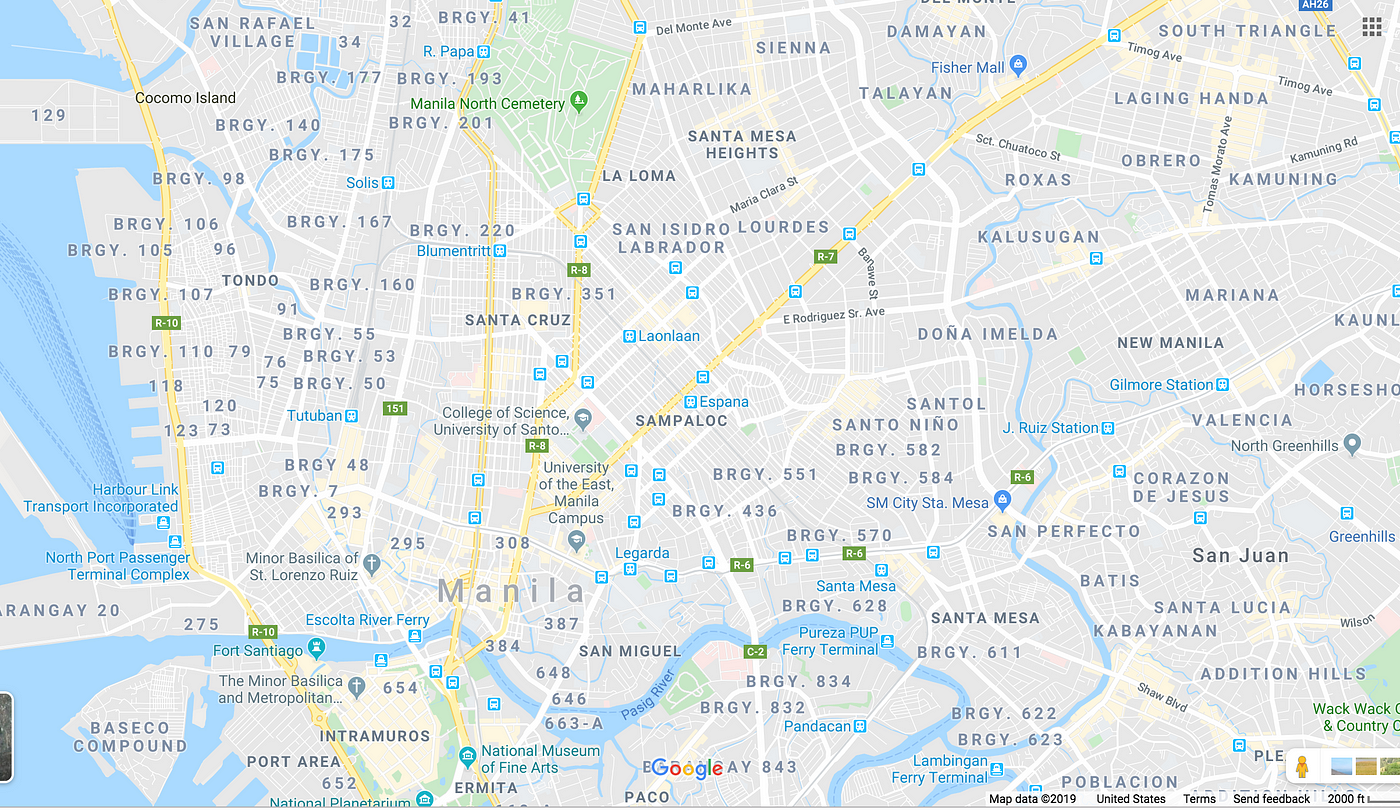 DEL MONTE
AH26
SAN RAFAEL
VILLAGE
32
BRGY. 41
34
R. Papa
Del Monte Ave
SIENNA
DAMAYAN
SOUTH TRIANGLE
Timog Ave
Fisher Mall
BRGY. 177
BRGY. 193
MAHARLIKA
TALAYAN
Timog Ave
LAGING HANDA
Cocomo Island
Manila North Cemetery
129
BRGY. 140
BRGY. 201
SANTA MESA
HEIGHTS
Sct. Chuatoco St
Tomas Morato Ave
Kamuning Rd
BRGY. 175
OBRERO
BRGY. 98
Solis
LA LOMA
Maria Clara St
ROXAS
KAMUNING
BRGY. 106
BRGY. 167
BRGY. 220
SAN ISIDRO
LABRADOR
LOURDES
KALUSUGAN
BRGY. 105
96
Blumentritt
R-7
Banawe St
R-8
TONDO
BRGY. 160
BRGY. 107
BRGY. 351
MARIANA
91
R-10
SANTA CRUZ
E Rodriguez Sr. Ave
KAUNL
BRGY. 55
Laonlaan
DOÑA IMELDA
NEW MANILA
BRGY. 110
79
76
BRGY. 53
118
75
BRGY. 50
Gilmore Station
HORSESHO
120
151
Tutuban
College of Science,
University of Santo...
Espana
SAMPALOC
SANTOL
SANTO NIÑO
J. Ruiz Station
VALENCIA
123
73
R-8
BRGY. 582
North Greenhills
BRGY. 48
University
of the East,
Manila
Campus
BRGY. 551
BRGY. 584
R-6
CORAZON
DE JESUS
Harbour Link
Transport Incorporated
BRGY. 7
293
BRGY. 436
SM City Sta. Mesa
SAN PERFECTO
Greenhills
295
308
Legarda
BRGY. 570
R-6
R-6
San Juan
North Port Passenger
Terminal Complex
Minor Basilica of
St. Lorenzo Ruiz
Manila
Santa Mesa
BATIS
ARANGAY 20
275
Escolta River Ferry
387
BRGY. 628
SANTA MESA
SANTA LUCIA
Wilson
R-10
Fort Santiago
384
SAN MIGUEL
C-2
Pureza PUP
Ferry Terminal
BRGY. 611
KABAYANAN
The Minor Basilica
and Metropolitan...
654
648
646
Pasig River
BRGY. 834
ADDITION HILLS
Shaw Blvd
BRGY. 832
563-A
BASECO
COMPOUND
INTRAMUROS
Pandacan
BRGY. 622
BRGY. 623
Wack Wack
& Country
PORT AREA
National Museum
of Fine Arts
Google
843
Lambingan
Ferry Terminal
PLE
652
ERMITA
PACO
POBLACION
National Planetarium
Map data ©2019
United States
Terms
Send feedback
2000 ft